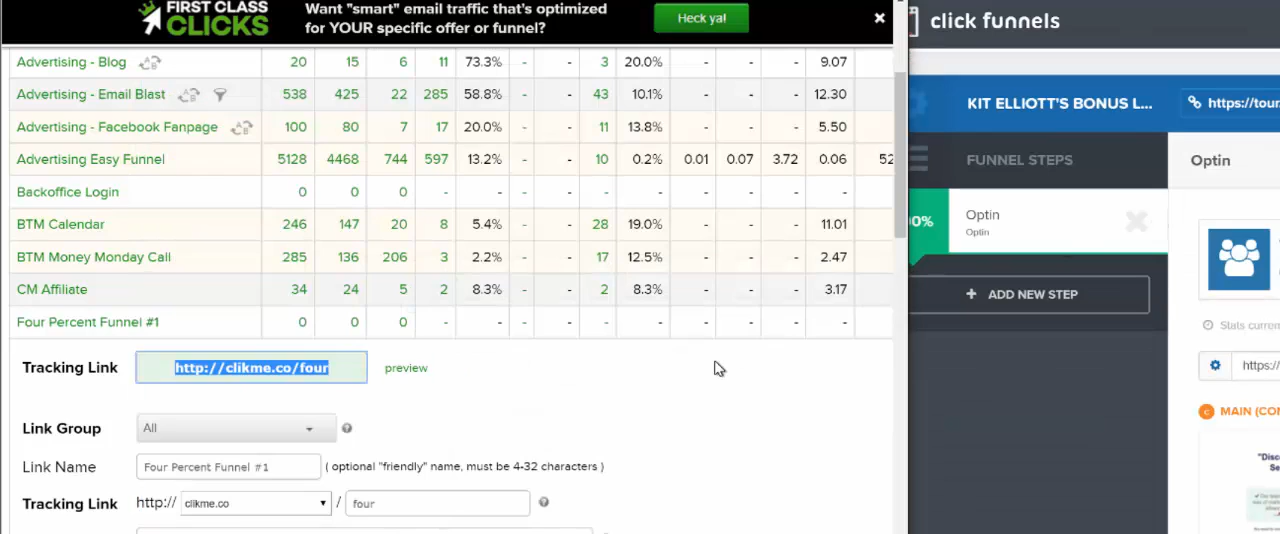 FIRST CLASS
CLICKS
Want "smart" email traffic that's optimized
for YOUR specific offer or funnel?
Heck ya!
Advertising - Blog 20 15 6 11 73.3% - - 3 20.0% - - - 9.07
Advertising - Email Blast 538 425 22 285 58.8% - - 43 10.1% - - - 12.30
Advertising - Facebook Fanpage 100 80 7 17 20.0% - - 11 13.8% - - - 5.50
Advertising Easy Funnel 5128 4468 744 597 13.2% - - 10 0.2% 0.01 0.07 3.72 0.06 52
Backoffice Login 0 0 0 - - - - - - - - - -
BTM Calendar 246 147 20 8 5.4% - - 28 19.0% - - - 11.01
BTM Money Monday Call 285 136 206 3 2.2% - - 17 12.5% - - - 2.47
CM Affiliate 34 24 5 2 8.3% - - 2 8.3% - - - 3.17
Four Percent Funnel #1 0 0 0 - - - - - - - - - -
Tracking Link http://clikme.co/four preview
Link Group All
Link Name Four Percent Funnel #1 ( optional "friendly" name, must be 4-32 characters )
Tracking Link http:// clikme.co / four
click funnels
KIT ELLIOTT'S BONUS L... https://tour
FUNNEL STEPS
Optin
0%
Optin
Optin
+ ADD NEW STEP
Stats curren
https://
MAIN (CON
"Disc
Se